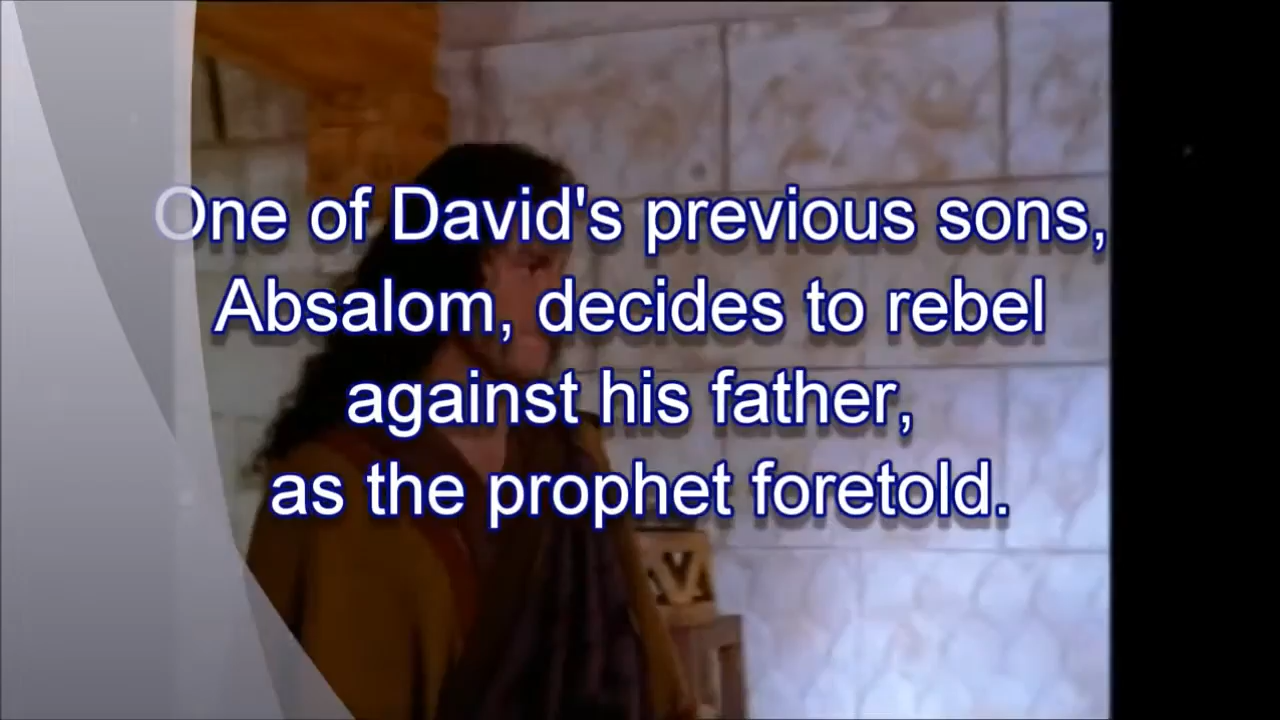 One of David's previous sons,
Absalom, decides to rebel
against his father,
as the prophet foretold.